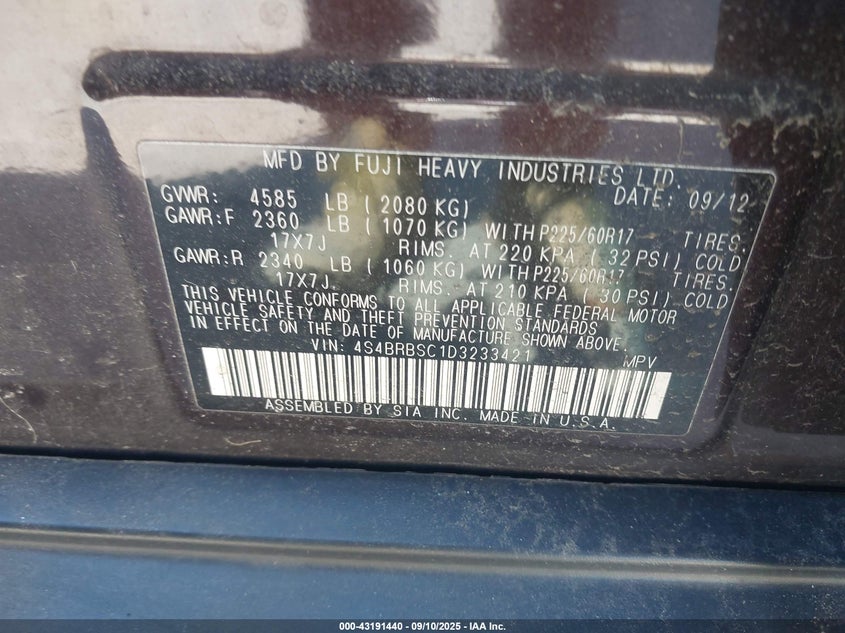 MFD BY FUJI HEAVY INDUSTRIES LTD.
GVWR: 4585 LB ( 2080 KG) DATE: 09/12
GAWR:F 2360 LB ( 1070 KG) WITH P225/60R17 TIRES.
17X7J RIMS. AT 220 KPA ( 32 PSI) COLD
GAWR:R 2340 LB ( 1060 KG) WITH P225/60R17 TIRES.
17X7J. RIMS. AT 210 KPA ( 30 PSI) COLD
THIS VEHICLE CONFORMS TO ALL APPLICABLE FEDERAL MOTOR
VEHICLE SAFETY AND THEFT PREVENTION STANDARDS
IN EFFECT ON THE DATE OF MANUFACTURE SHOWN ABOVE.
VIN: 4S4BRBSC1D3233421 MPV
ASSEMBLED BY SIA INC. MADE IN U.S.A.
000-43191440 - 09/10/2025 - IAA Inc.